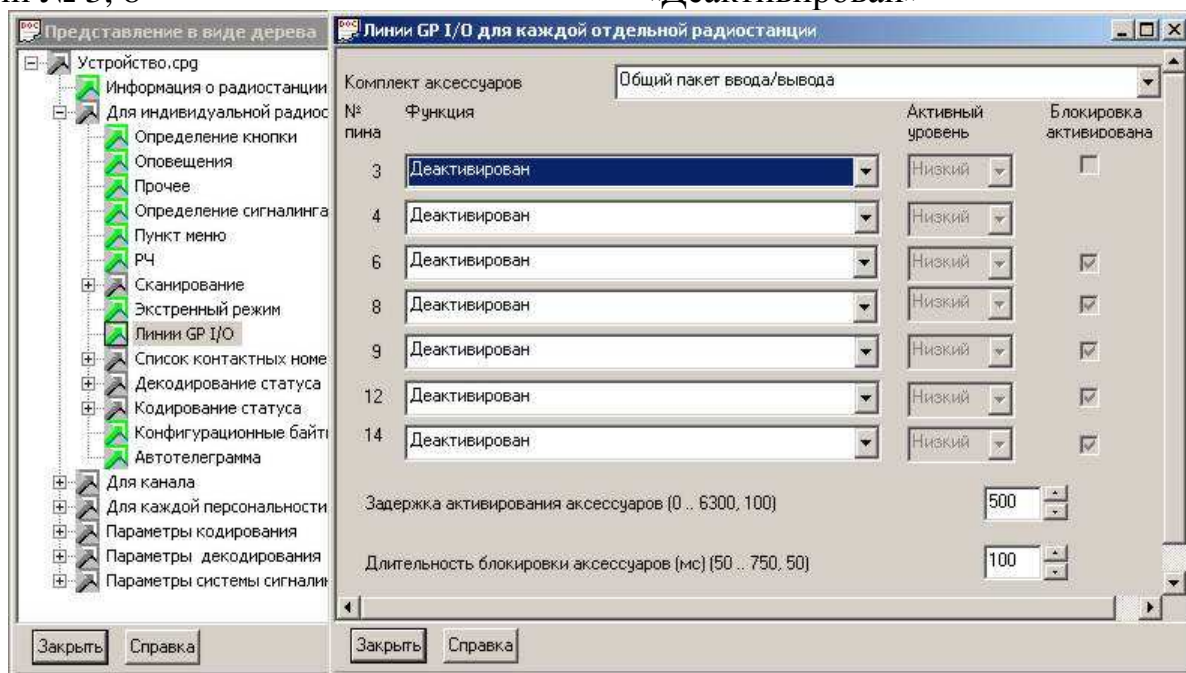 «Деактивирован»
Представление в виде дерева
Устройство.cpg
Информация о радиостанции
Для индивидуальной радиос
Определение кнопки
Оповещения
Прочее
Определение сигналинга
Пункт меню
РЧ
Сканирование
Экстренный режим
Линии GP I/O
Список контактных номе
Декодирование статуса
Кодирование статуса
Конфигурационные байты
Автотелеграмма
Для канала
Для каждой персональности
Параметры кодирования
Параметры декодирования
Параметры системы сигналин
Закрыть Справка
Линии GP I/O для каждой отдельной радиостанции
Комплект аксессуаров Общий пакет ввода/вывода
№ пина Функция Активный уровень Блокировка активирована
3 Деактивирован Низкий
4 Деактивирован Низкий
6 Деактивирован Низкий
8 Деактивирован Низкий
9 Деактивирован Низкий
12 Деактивирован Низкий
14 Деактивирован Низкий
Задержка активирования аксессуаров (0 .. 6300, 100) 500
Длительность блокировки аксессуаров (мс) (50 .. 750, 50) 100
Закрыть Справка